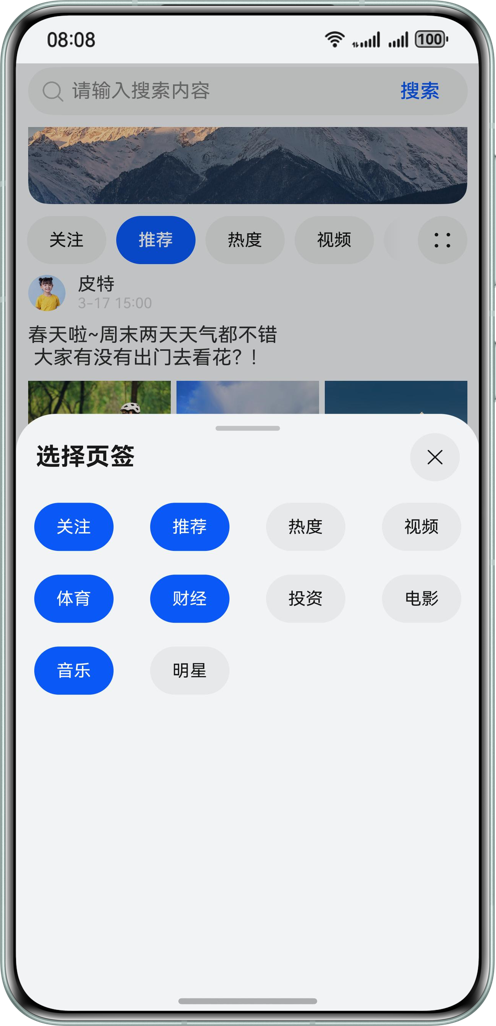 08:08 100
请输入搜索内容 搜索
关注 推荐 热度 视频
皮特
3-17 15:00
春天啦~周末两天天气都不错
大家有没有出门去看花?!
选择页签
关注 推荐 热度 视频
体育 财经 投资 电影
音乐 明星